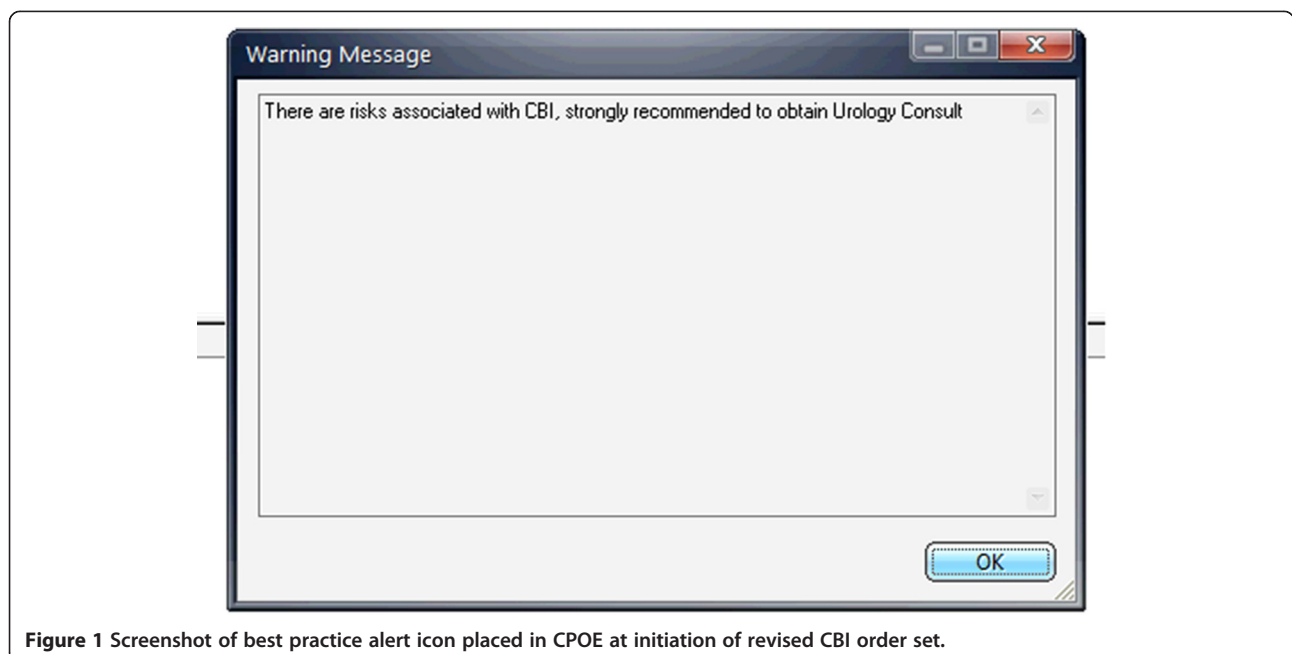 Warning Message
There are risks associated with CBI, strongly recommended to obtain Urology Consult
OK
Figure 1 Screenshot of best practice alert icon placed in CPOE at initiation of revised CBI order set.